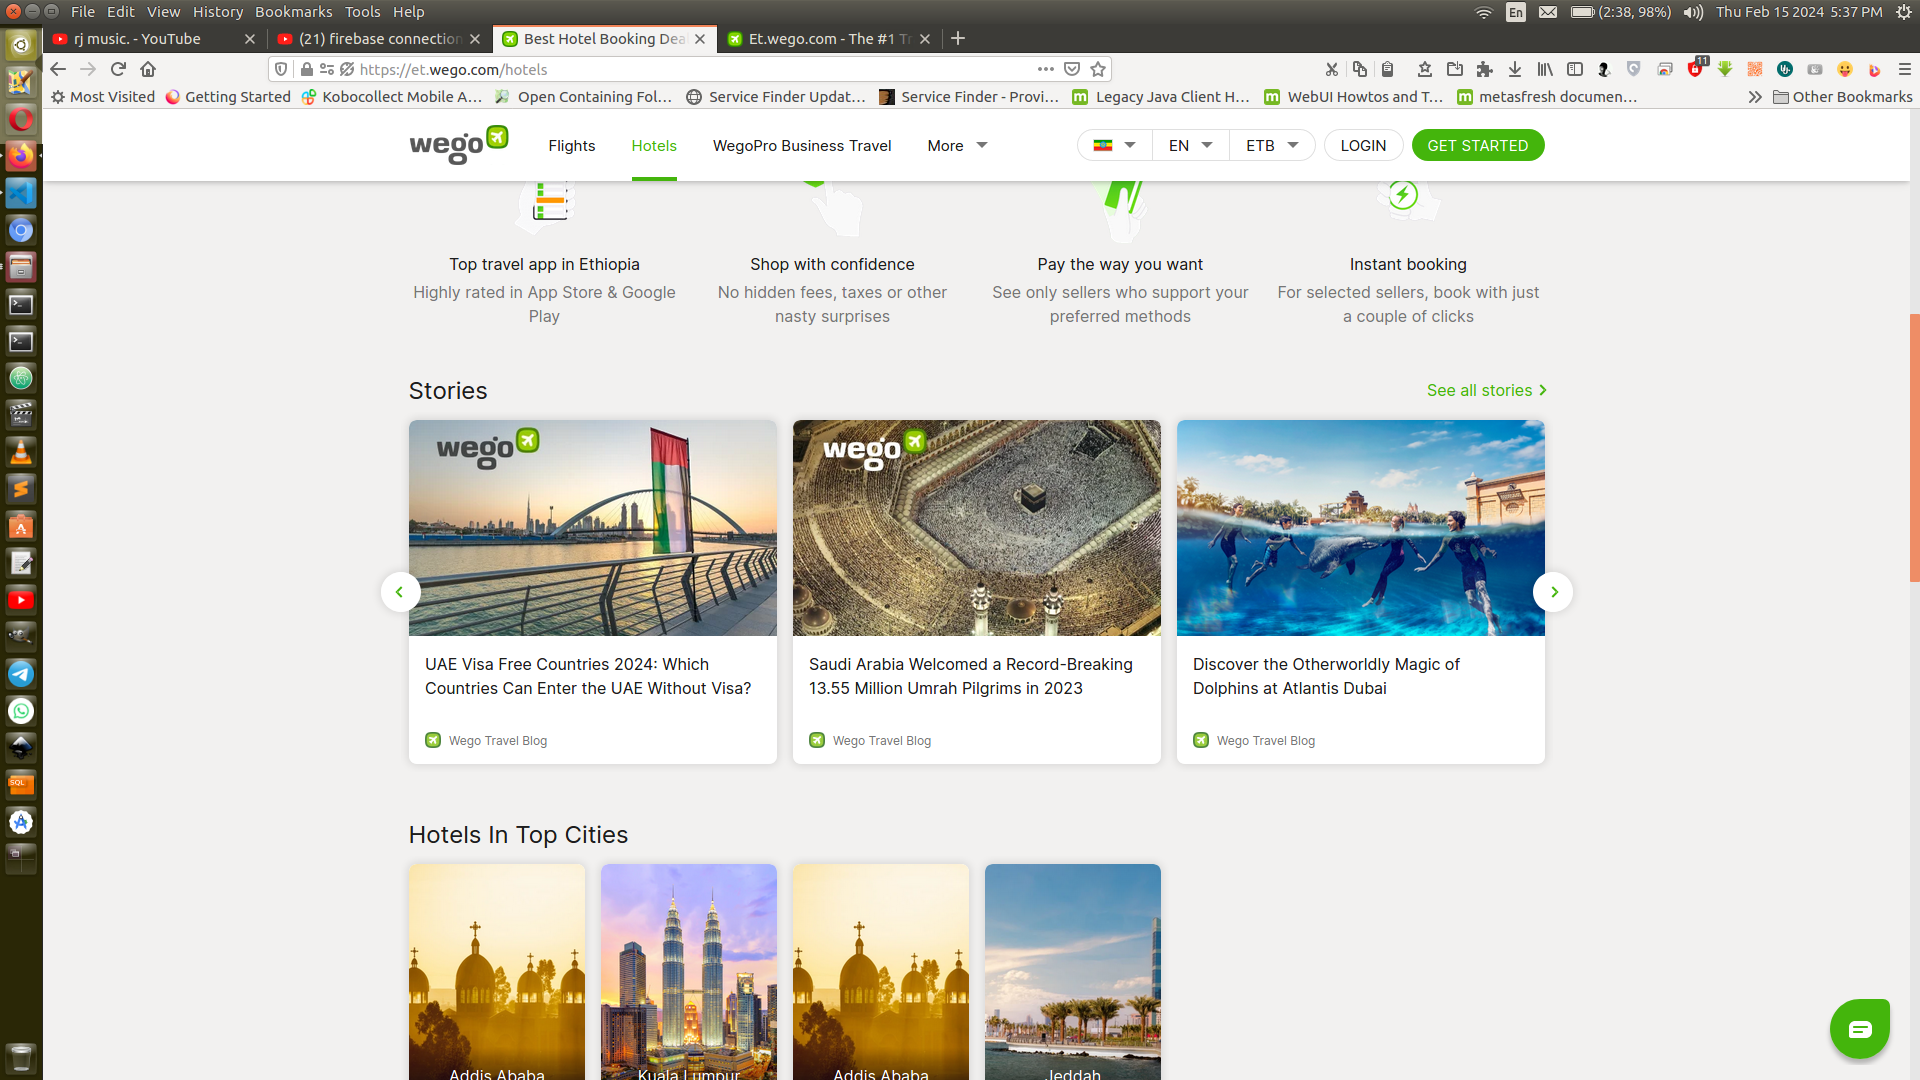 File Edit View History Bookmarks Tools Help
En (2:38, 98%) Thu Feb 15 2024 5:37 PM
rj music. - YouTube
(21) firebase connection
Best Hotel Booking Dea
Et.wego.com - The #1 Tr
https://et.wego.com/hotels
11
Most Visited Getting Started Kobocollect Mobile A... Open Containing Fol... Service Finder Updat... Service Finder - Provi... Legacy Java Client H... WebUI Howtos and T... metasfresh documen... Other Bookmarks
wego Flights Hotels WegoPro Business Travel More EN ETB LOGIN GET STARTED
Top travel app in Ethiopia
Highly rated in App Store & Google
Play
Shop with confidence
No hidden fees, taxes or other
nasty surprises
Pay the way you want
See only sellers who support your
preferred methods
Instant booking
For selected sellers, book with just
a couple of clicks
Stories
See all stories
wego
UAE Visa Free Countries 2024: Which
Countries Can Enter the UAE Without Visa?
Wego Travel Blog
wego
Saudi Arabia Welcomed a Record-Breaking
13.55 Million Umrah Pilgrims in 2023
Wego Travel Blog
Discover the Otherworldly Magic of
Dolphins at Atlantis Dubai
Wego Travel Blog
Hotels In Top Cities
Addis Ababa
Kuala Lumpur
Addis Ababa
Jeddah
SQL